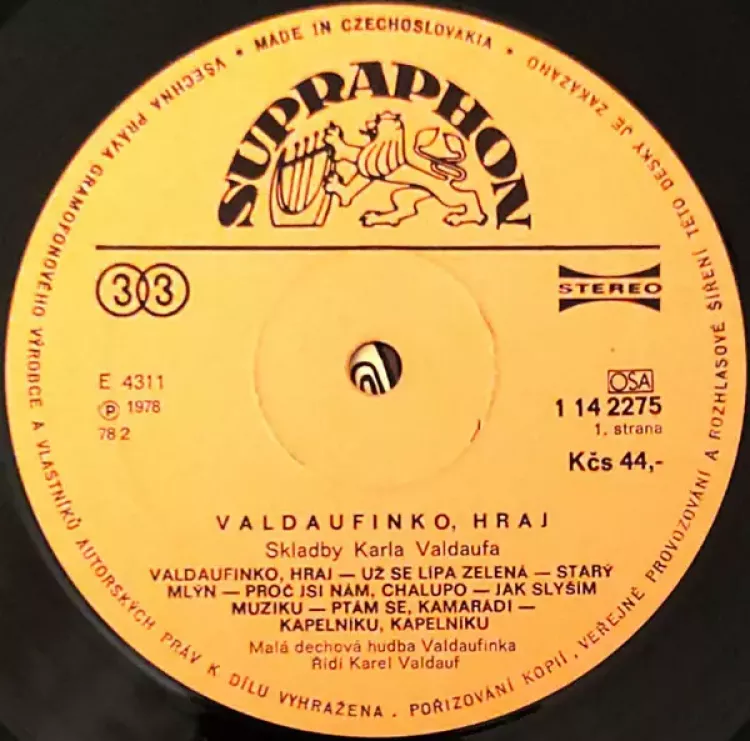 VŠECHNA PRÁVA GRAMOFONOVÉHO VÝROBCE A VLASTNÍKŮ AUTORSKÝCH PRÁV K DÍLU VYHRAŽENA. POŘIZOVÁNÍ KOPIÍ, VEŘEJNÉ PROVOZOVÁNÍ A ROZHLASOVÉ ŠÍŘENÍ TÉTO DESKY JE ZAKÁZÁNO
• MADE IN CZECHOSLOVAKIA •
SUPRAPHON
33
STEREO
E 4311
OSA
℗ 1978
1 14 2275
78 2
1. strana
Kčs 44,-
VALDAUFINKO, HRAJ
Skladby Karla Valdaufa
VALDAUFINKO, HRAJ — UŽ SE LÍPA ZELENÁ — STARÝ
MLÝN — PROČ JSI NÁM, CHALUPO — JAK SLYŠÍM
MUZIKU — PTÁM SE, KAMARÁDI —
KAPELNÍKU, KAPELNÍKU
Malá dechová hudba Valdaufinka
Řídí Karel Valdauf